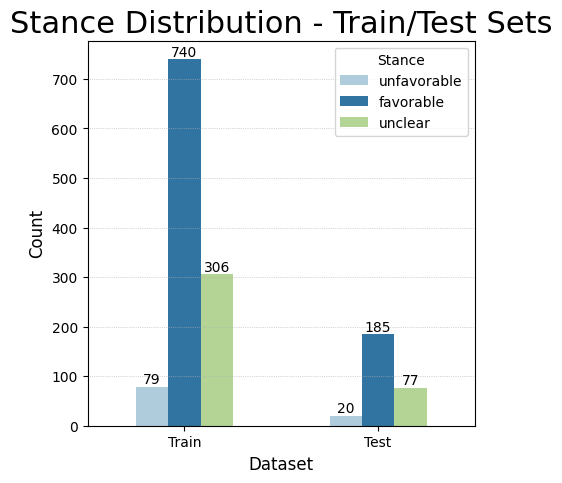 Stance Distribution - Train/Test Sets
740
700
Stance
unfavorable
favorable
unclear
600
500
400
300
200
100
0
306
185
79
77
20
Train
Test
Count
Dataset